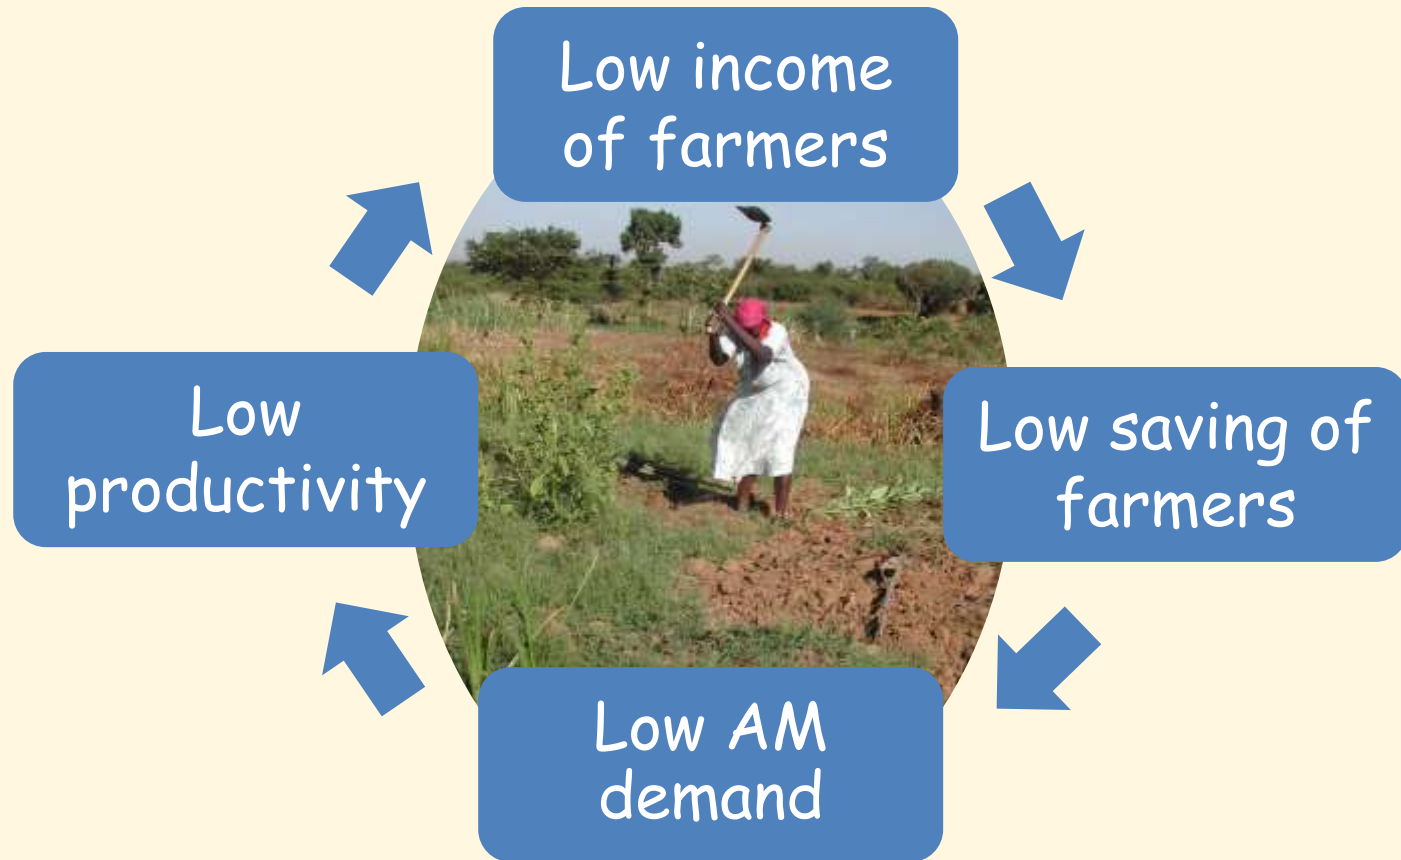 Low income
of farmers
Low saving of
farmers
Low AM
demand
Low
productivity